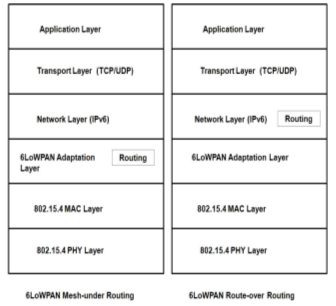 Application Layer
Transport Layer (TCP/UDP)
Network Layer (IPv6)
6LoWPAN Adaptation Layer
Routing
802.15.4 MAC Layer
802.15.4 PHY Layer
6LoWPAN Mesh-under Routing
Application Layer
Transport Layer (TCP/UDP)
Network Layer (IPv6)
Routing
6LoWPAN Adaptation Layer
802.15.4 MAC Layer
802.15.4 PHY Layer
6LoWPAN Route-over Routing